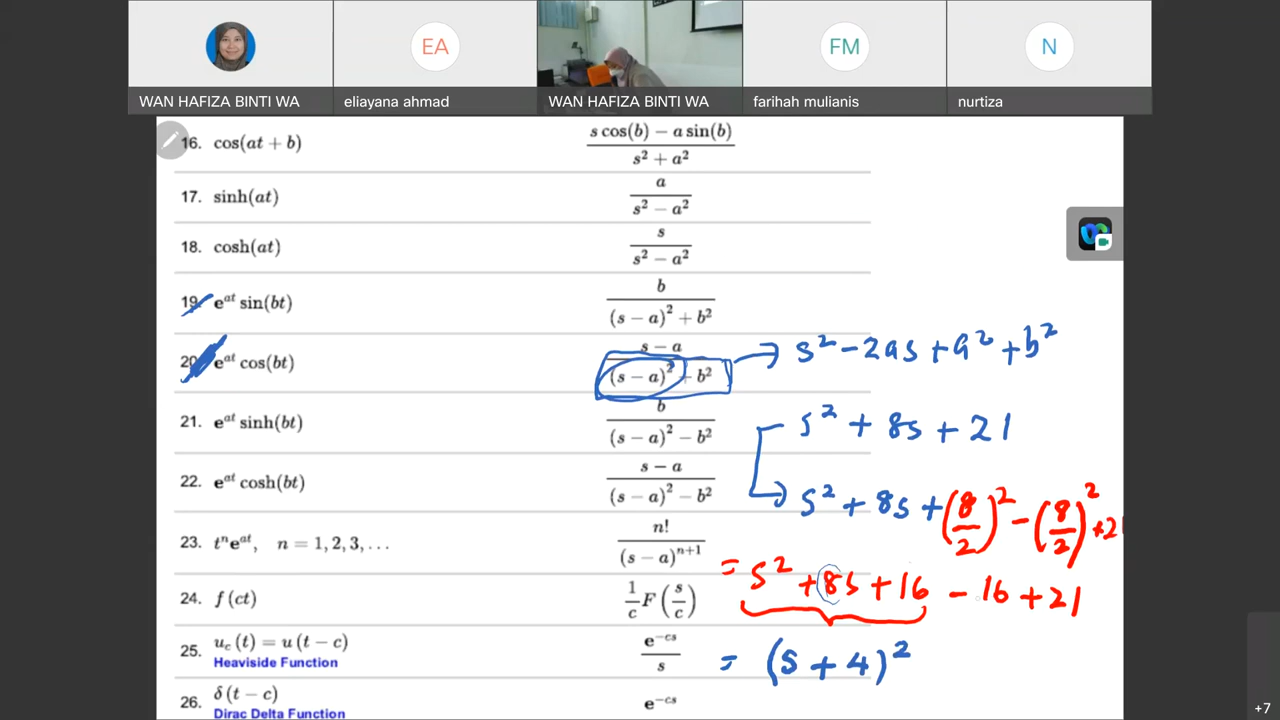 EA
FM
N
WAN HAFIZA BINTI WA
eliayana ahmad
WAN HAFIZA BINTI WA
farihah mulianis
nurtiza
16. cos(at + b) (s cos(b) − a sin(b)) / (s² + a²)
17. sinh(at) a / (s² − a²)
18. cosh(at) s / (s² − a²)
19. e^{at} sin(bt) b / ((s − a)² + b²)
20. e^{at} cos(bt) (s − a) / ((s − a)² + b²) → s² − 2as + a² + b²
21. e^{at} sinh(bt) b / ((s − a)² − b²)
s² + 8s + 21
22. e^{at} cosh(bt) (s − a) / ((s − a)² − b²)
→ s² + 8s + (8/2)² − (8/2)² + 2
23. t^n e^{at}, n = 1, 2, 3, … n! / (s − a)^{n+1}
= s² + 8s + 16 − 16 + 21
24. f(ct) (1/c) F(s/c)
25. u_c(t) = u(t − c) e^{−cs} / s
Heaviside Function
= (s + 4)²
26. δ(t − c) e^{−cs}
Dirac Delta Function
+7